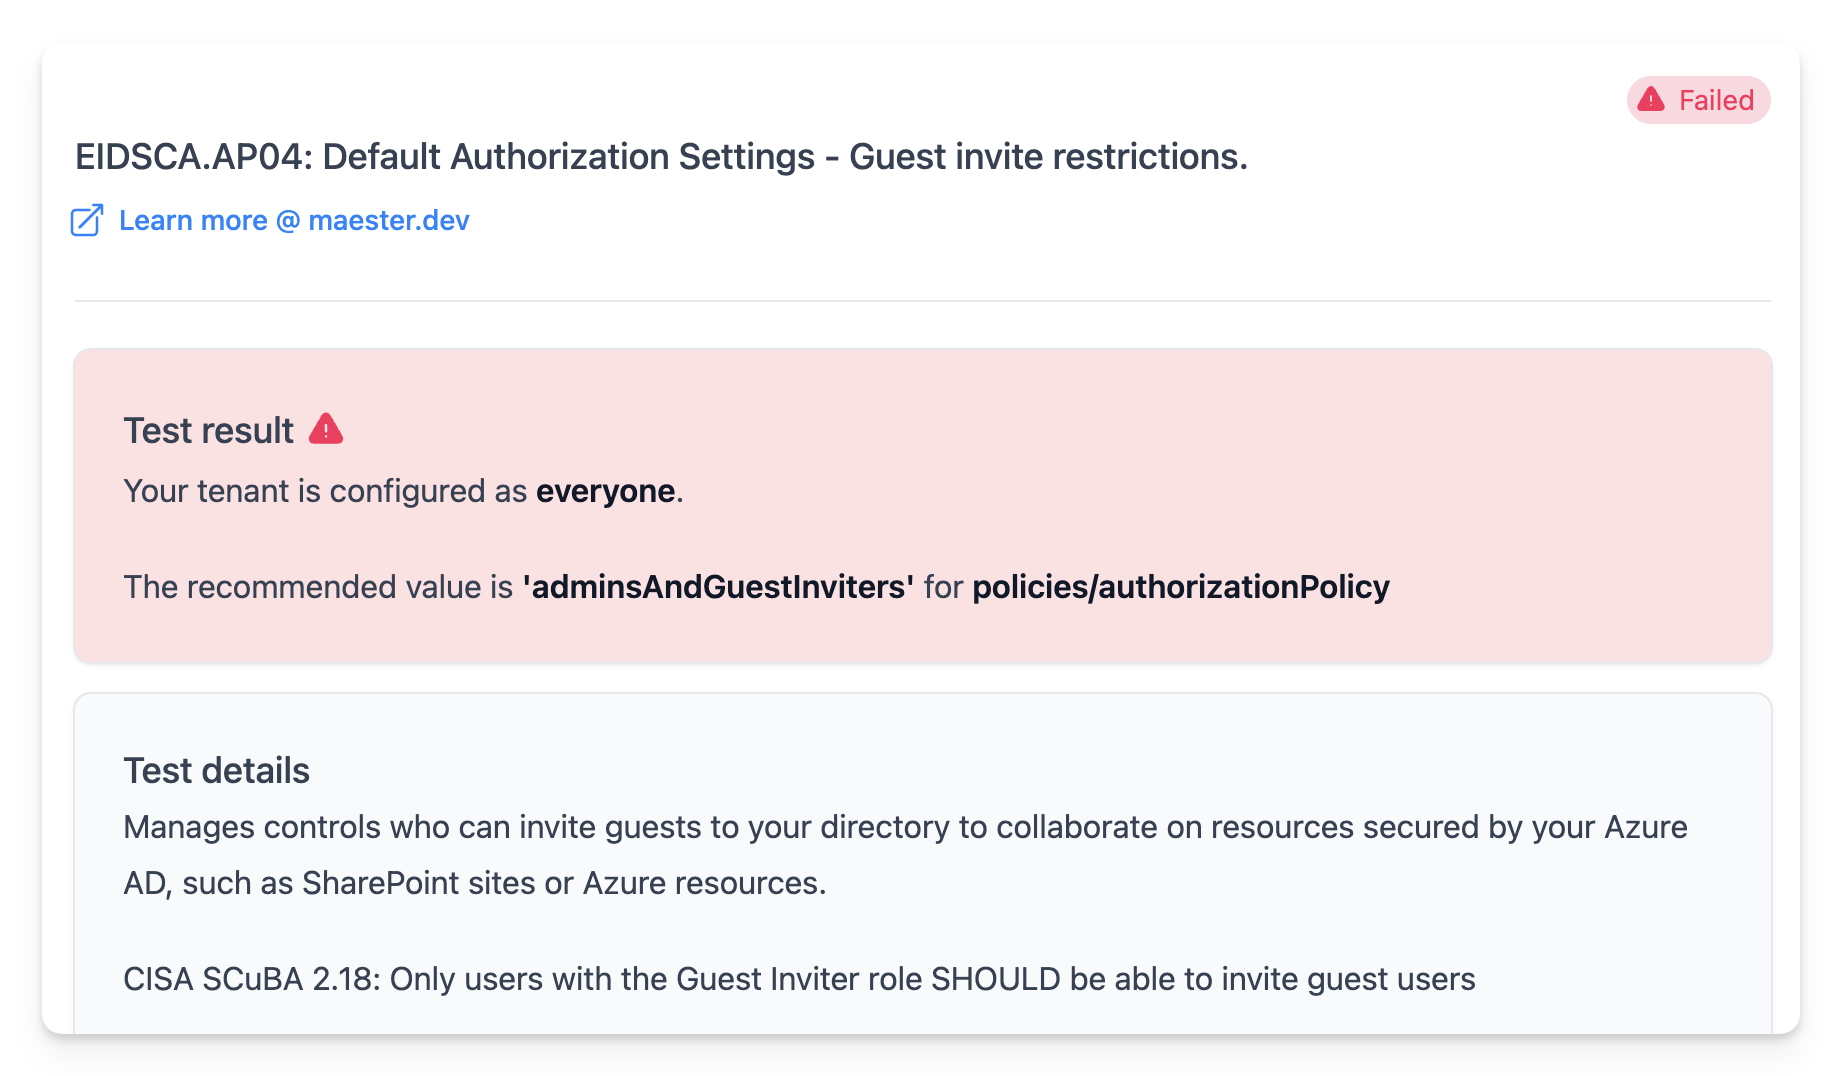 Failed
EIDSCA.AP04: Default Authorization Settings - Guest invite restrictions.
Learn more @ maester.dev
Test result
Your tenant is configured as everyone.
The recommended value is 'adminsAndGuestInviters' for policies/authorizationPolicy
Test details
Manages controls who can invite guests to your directory to collaborate on resources secured by your Azure
AD, such as SharePoint sites or Azure resources.
CISA SCuBA 2.18: Only users with the Guest Inviter role SHOULD be able to invite guest users